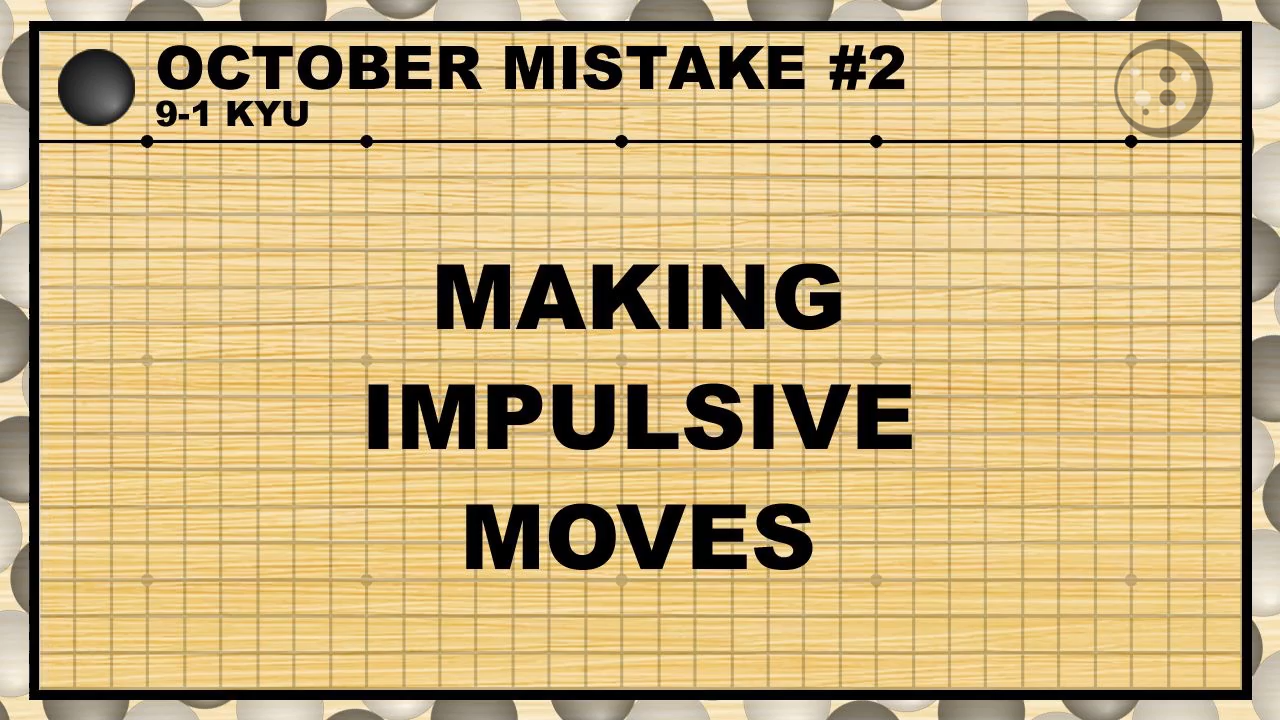 OCTOBER MISTAKE #2
9-1 KYU
MAKING
IMPULSIVE
MOVES